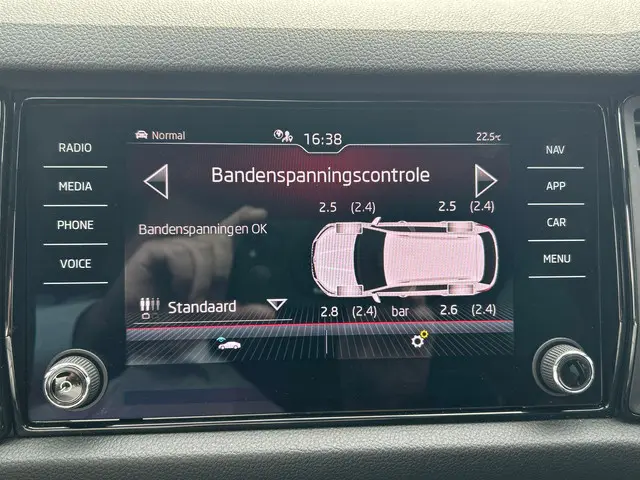 Normal
16:38
22.5°C
RADIO
MEDIA
PHONE
VOICE
Bandenspanningscontrole
2.5 (2.4)
2.5 (2.4)
Bandenspanningen OK
Standaard
2.8 (2.4) bar 2.6 (2.4)
NAV
APP
CAR
MENU